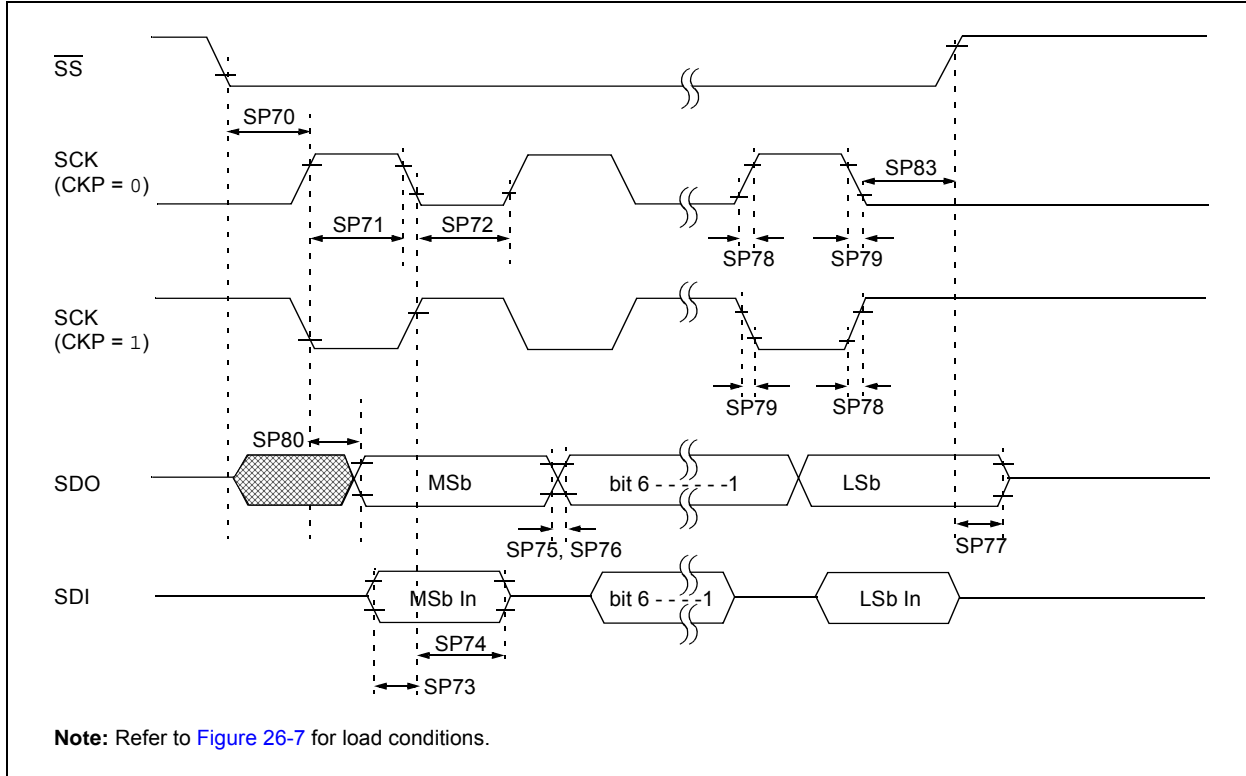 SS
SP70
SCK
(CKP = 0)
SP83
SP71
SP72
SP78
SP79
SCK
(CKP = 1)
SP79
SP78
SP80
SDO
MSb
bit 6 - - - - - - -1
LSb
SP75, SP76
SP77
SDI
MSb In
bit 6 - - - - -1
LSb In
SP74
SP73
Note: Refer to Figure 26-7 for load conditions.